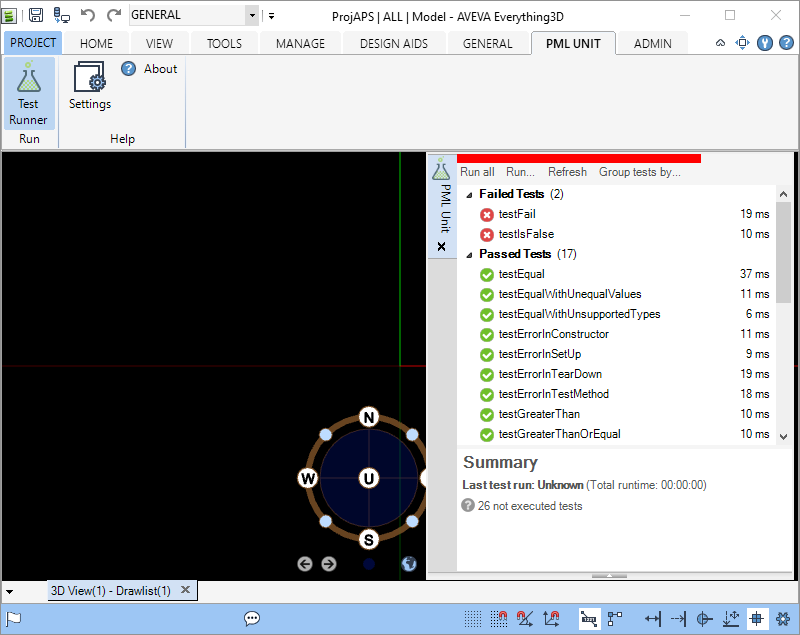 GENERAL
ProjAPS | ALL | Model - AVEVA Everything3D
PROJECT HOME VIEW TOOLS MANAGE DESIGN AIDS GENERAL PML UNIT ADMIN
Test Runner
Settings
About
Run
Help
PML Unit
Run all Run... Refresh Group tests by...
Failed Tests (2)
testFail 19 ms
testIsFalse 10 ms
Passed Tests (17)
testEqual 37 ms
testEqualWithUnequalValues 11 ms
testEqualWithUnsupportedTypes 6 ms
testErrorInConstructor 11 ms
testErrorInSetUp 9 ms
testErrorInTearDown 19 ms
testErrorInTestMethod 18 ms
testGreaterThan 10 ms
testGreaterThanOrEqual 10 ms
Summary
Last test run: Unknown (Total runtime: 00:00:00)
26 not executed tests
N
W U
S
3D View(1) - Drawlist(1)